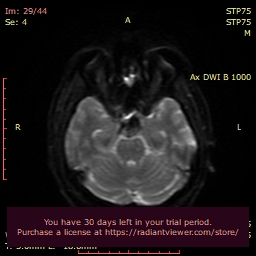 Im: 29/44
Se: 4
A
STP75
STP75
M
Ax DWI B 1000
R
L
You have 30 days left in your trial period.
Purchase a license at https://radiantviewer.com/store/